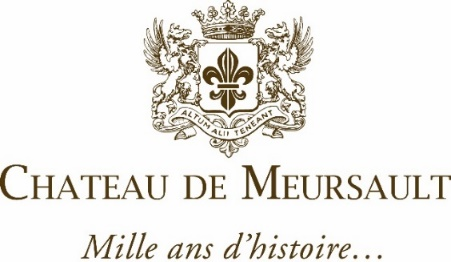 ALTUM ALII TENEANT
CHATEAU DE MEURSAULT
Mille ans d'histoire...